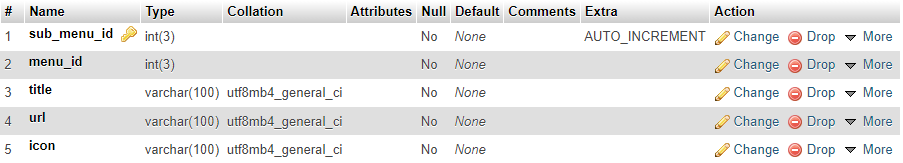 # Name Type Collation Attributes Null Default Comments Extra Action
1 sub_menu_id int(3) No None AUTO_INCREMENT Change Drop More
2 menu_id int(3) No None Change Drop More
3 title varchar(100) utf8mb4_general_ci No None Change Drop More
4 url varchar(100) utf8mb4_general_ci No None Change Drop More
5 icon varchar(100) utf8mb4_general_ci No None Change Drop More